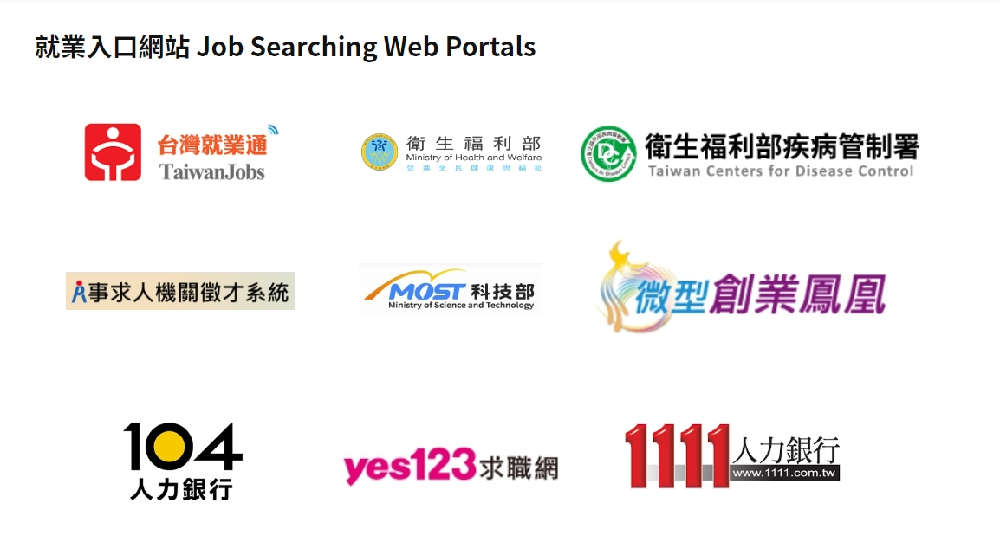 就業入口網站 Job Searching Web Portals
台灣就業通
TaiwanJobs
衛生福利部
Ministry of Health and Welfare
促進全民健康與福祉
衛生福利部疾病管制署
Taiwan Centers for Disease Control
事求人機關徵才系統
MOST 科技部
Ministry of Science and Technology
微型創業鳳凰
104
人力銀行
yes123求職網
1111人力銀行
www.1111.com.tw